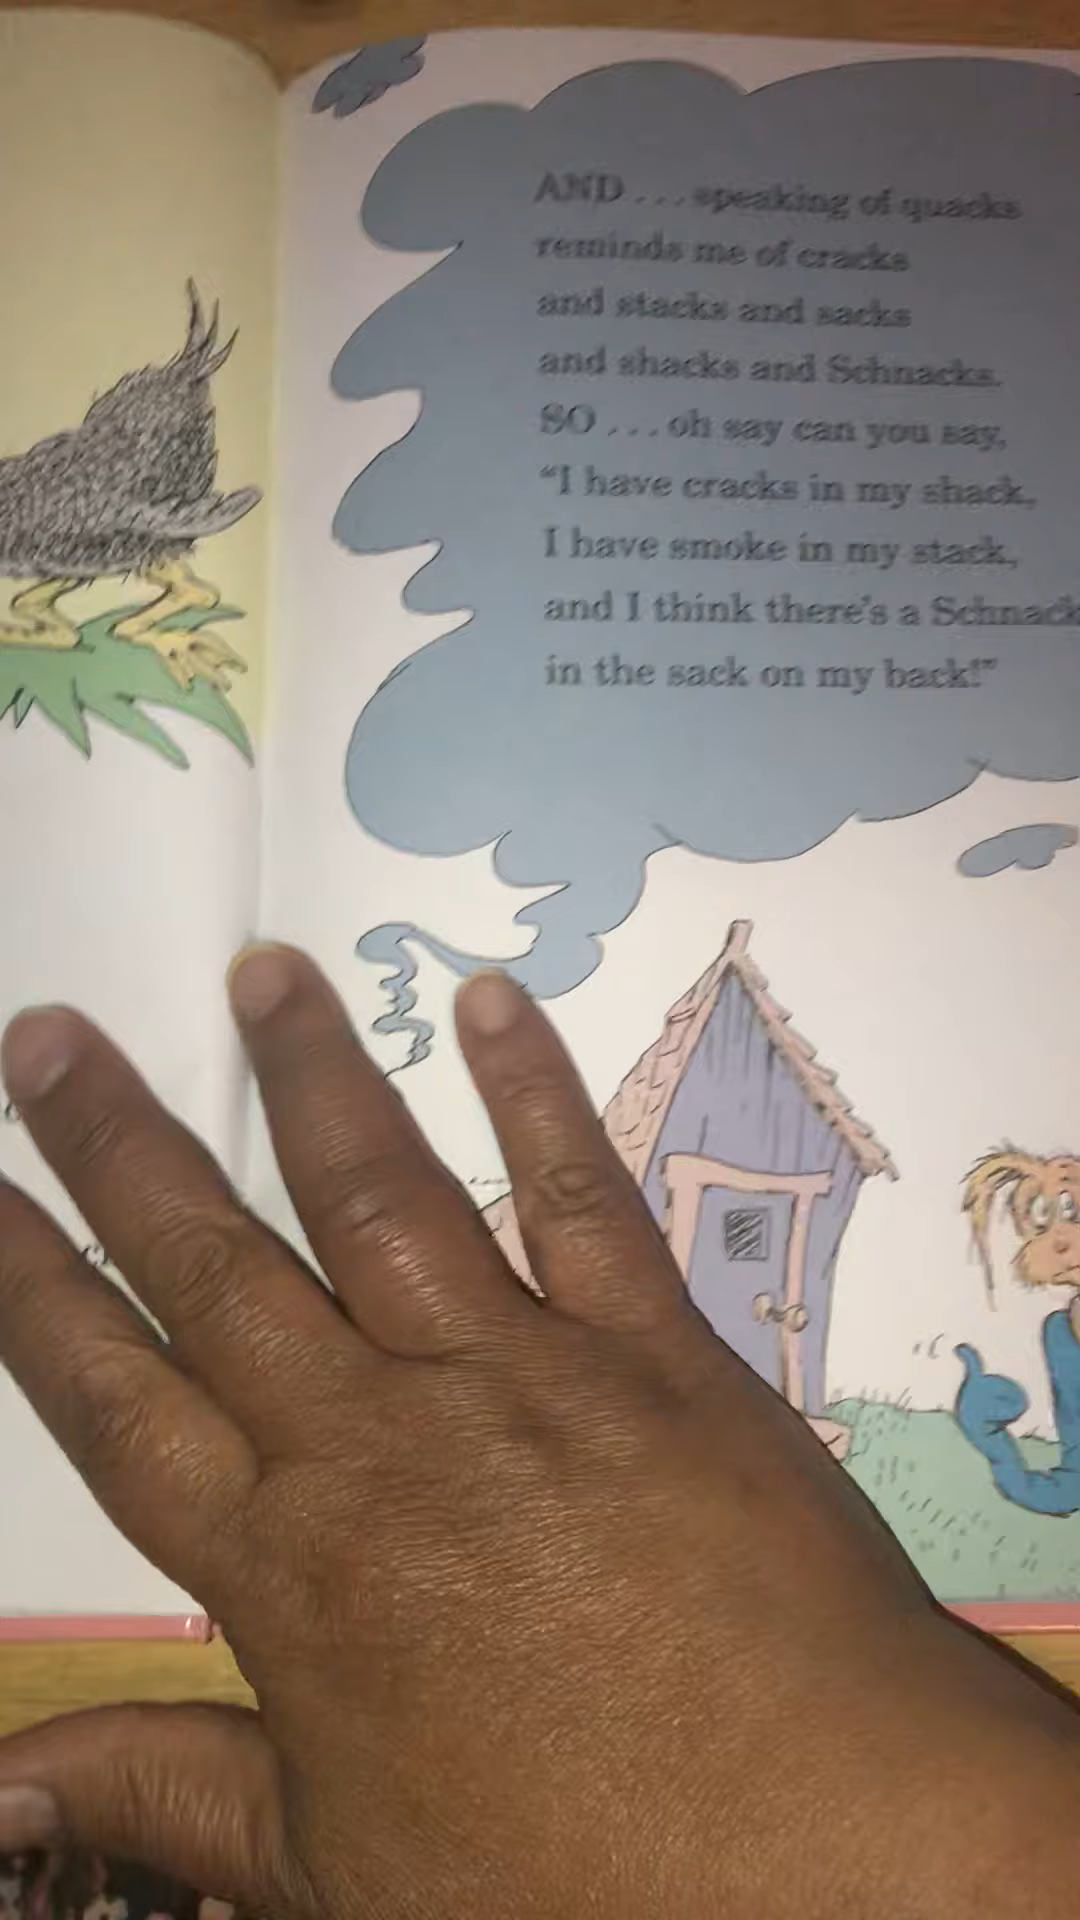 AND . . . speaking of quacks
reminds me of cracks
and stacks and sacks
and shacks and Schnacks.
SO . . . oh say can you say,
“I have cracks in my shack,
I have smoke in my stack,
and I think there’s a Schnack
in the sack on my back!”